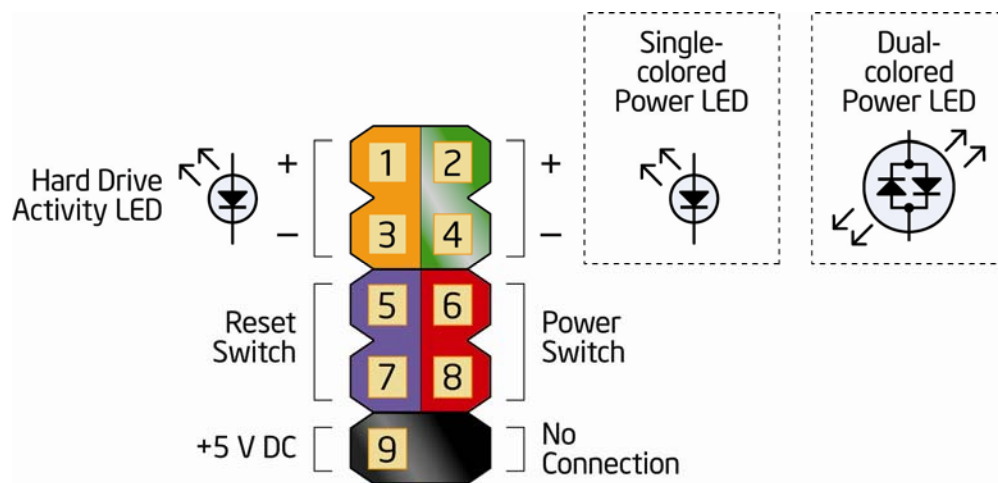 Single-
colored
Power LED
Dual-
colored
Power LED
Hard Drive
Activity LED
+
1
2
+
−
3
4
−
Reset
Switch
5
6
7
8
Power
Switch
+5 V DC
9
No
Connection